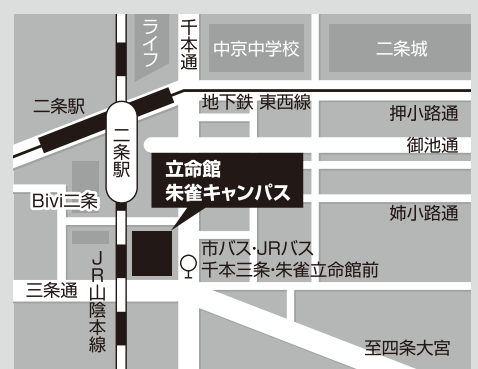 ライフ
千本通
中京中学校
二条城
二条駅
地下鉄 東西線
押小路通
二条駅
御池通
立命館
朱雀キャンパス
Bivi二条
姉小路通
市バス・JRバス
千本三条・朱雀立命館前
JR山陰本線
三条通
至四条大宮